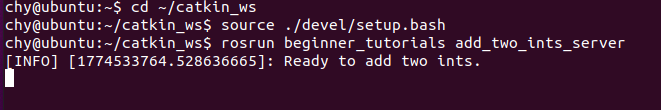 chy@ubuntu:~$ cd ~/catkin_ws
chy@ubuntu:~/catkin_ws$ source ./devel/setup.bash
chy@ubuntu:~/catkin_ws$ rosrun beginner_tutorials add_two_ints_server
[INFO] [1774533764.528636665]: Ready to add two ints.